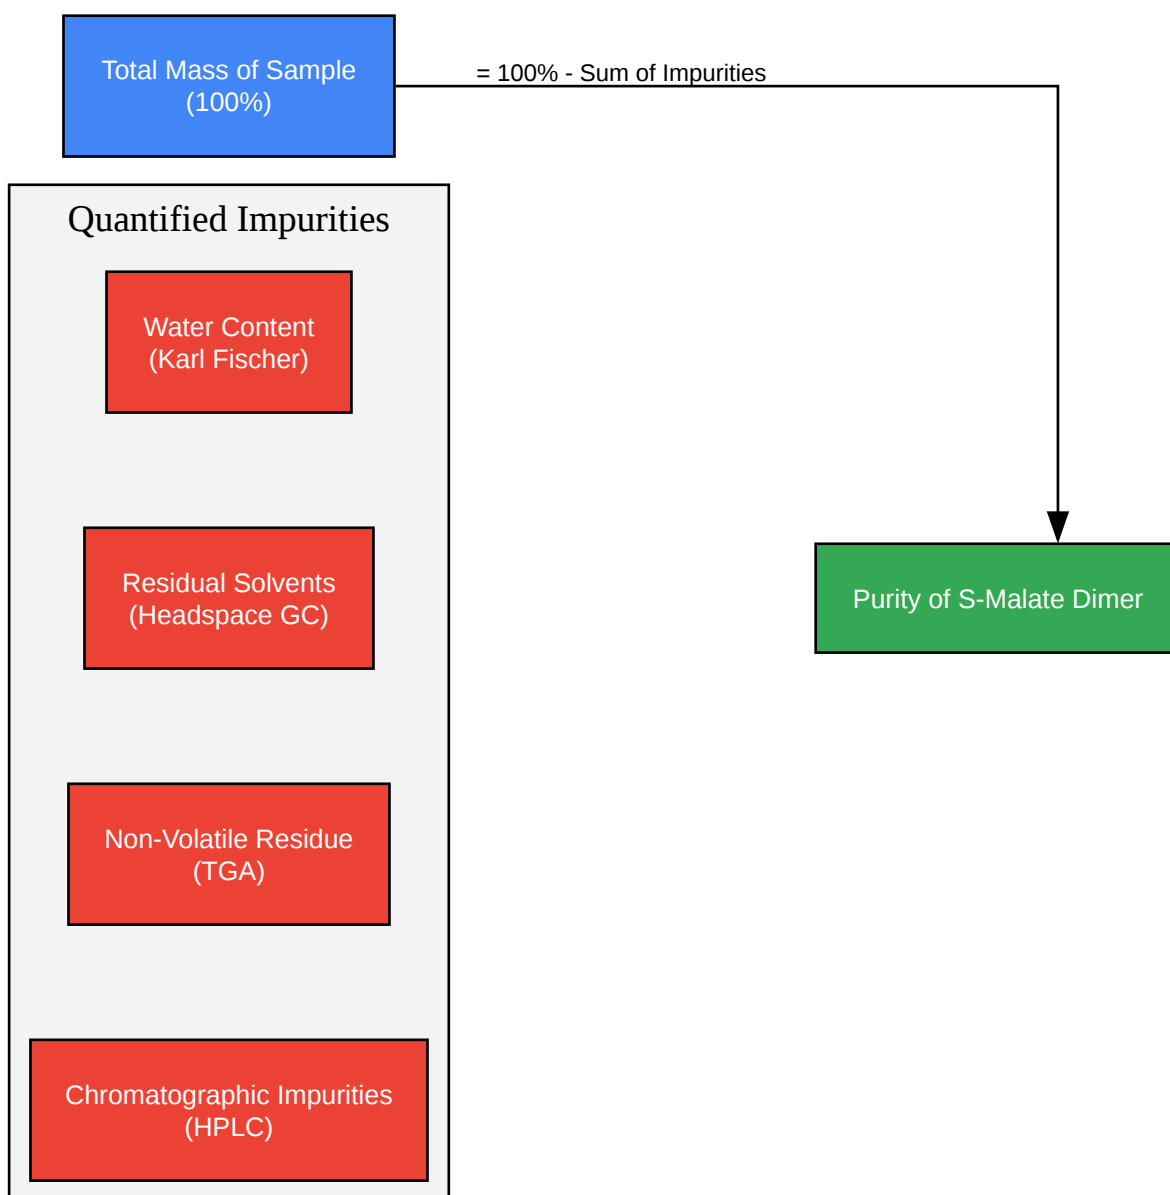 Total Mass of Sample
(100%)
= 100% - Sum of Impurities
Quantified Impurities
Water Content
(Karl Fischer)
Residual Solvents
(Headspace GC)
Purity of S-Malate Dimer
Non-Volatile Residue
(TGA)
Chromatographic Impurities
(HPLC)